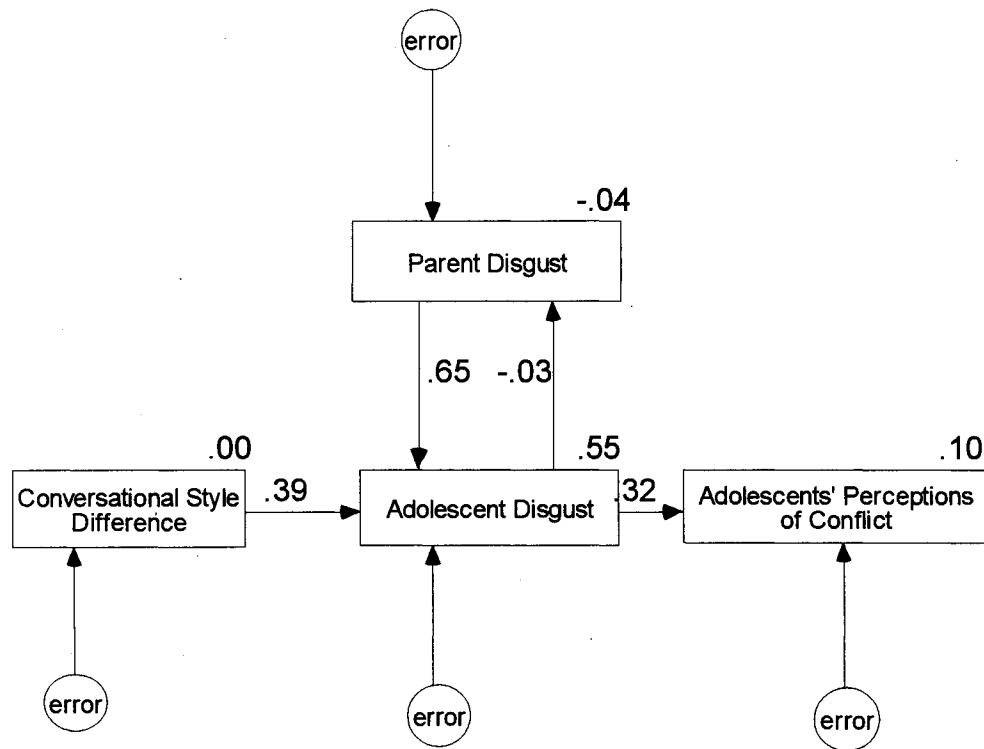 error
-.04
Parent Disgust
.65 -.03
.00
.55
.10
Conversational Style
Difference
.39
Adolescent Disgust
.32
Adolescents' Perceptions
of Conflict
error
error
error